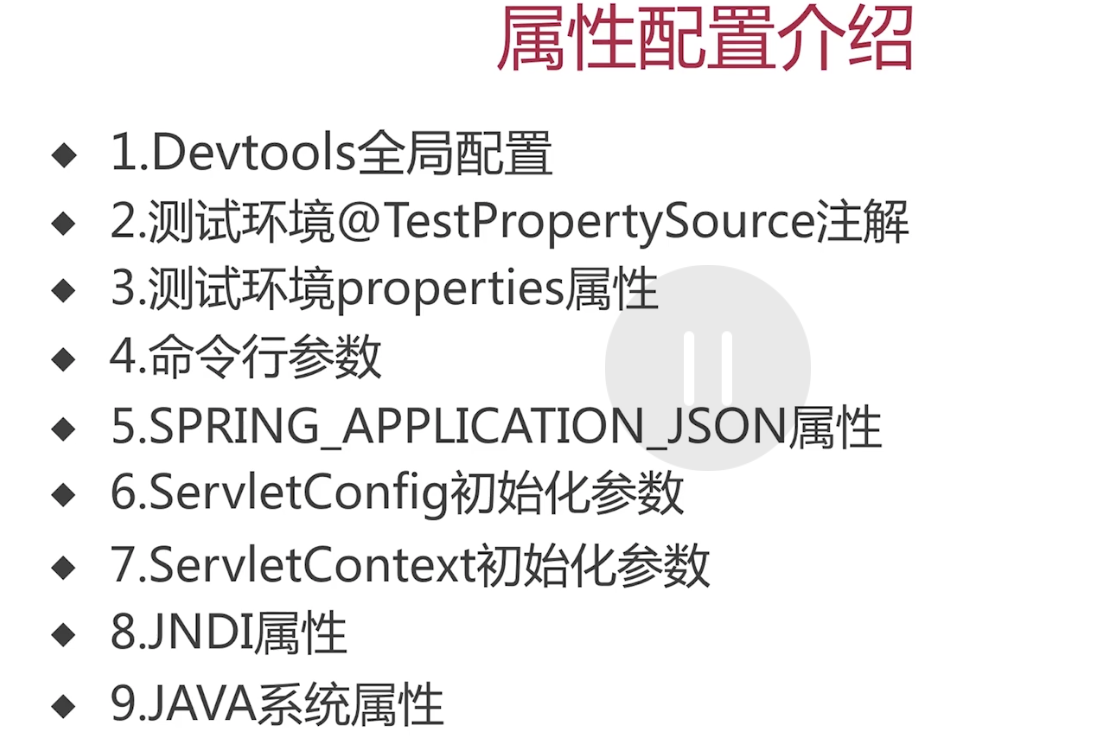 属性配置介绍
◆ 1.Devtools全局配置
◆ 2.测试环境@TestPropertySource注解
◆ 3.测试环境properties属性
◆ 4.命令行参数
◆ 5.SPRING_APPLICATION_JSON属性
◆ 6.ServletConfig初始化参数
◆ 7.ServletContext初始化参数
◆ 8.JNDI属性
◆ 9.JAVA系统属性